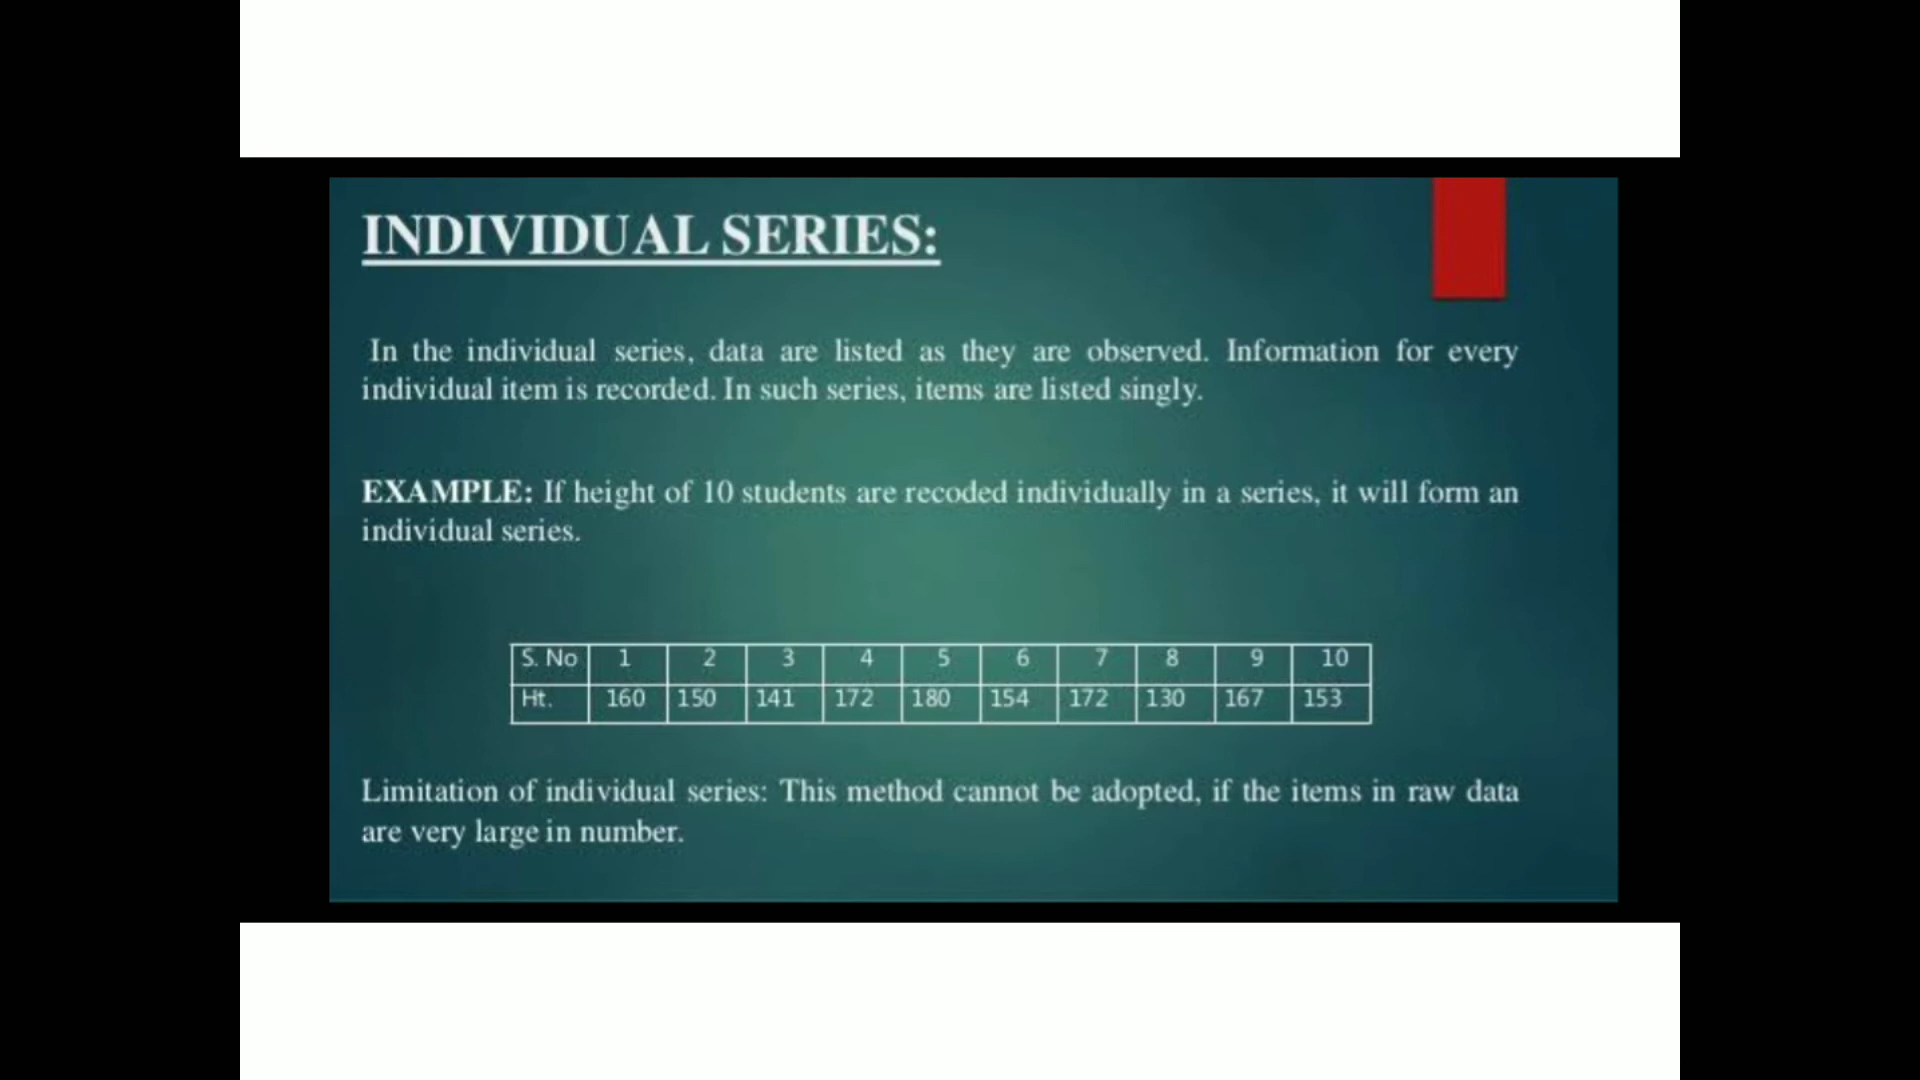 INDIVIDUAL SERIES:
In the individual series, data are listed as they are observed. Information for every
individual item is recorded. In such series, items are listed singly.
EXAMPLE: If height of 10 students are recoded individually in a series, it will form an
individual series.
S. No 1 2 3 4 5 6 7 8 9 10
Ht. 160 150 141 172 180 154 172 130 167 153
Limitation of individual series: This method cannot be adopted, if the items in raw data
are very large in number.